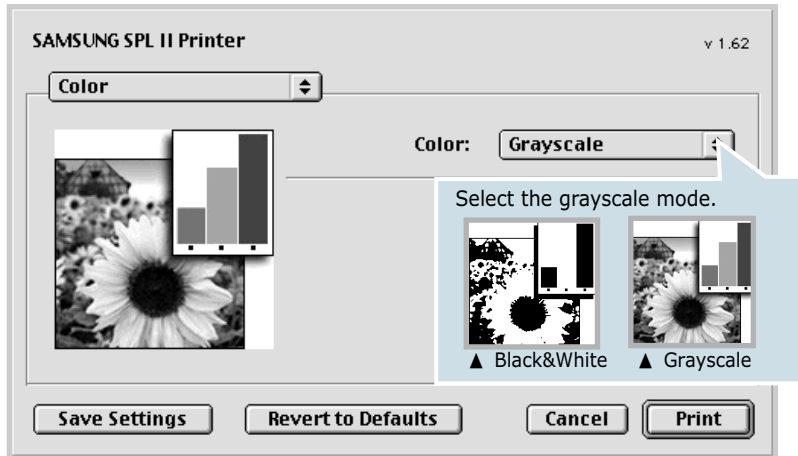 SAMSUNG SPL II Printer
v 1.62
Color
Color: Grayscale
Select the grayscale mode.
▲ Black&White ▲ Grayscale
Save Settings Revert to Defaults Cancel Print